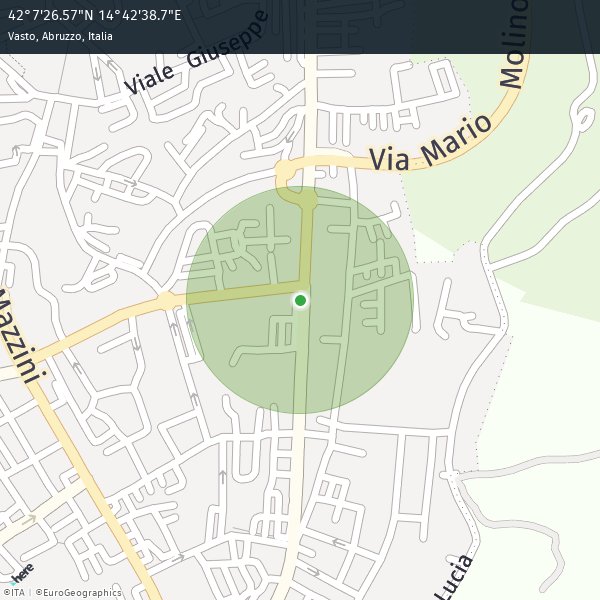 42°7'26.57"N 14°42'38.7"E
Vasto, Abruzzo, Italia
Viale Giuseppe
Molino
Via Mario
Mazzini
Lucia
here
©ITA | ©EuroGeographics